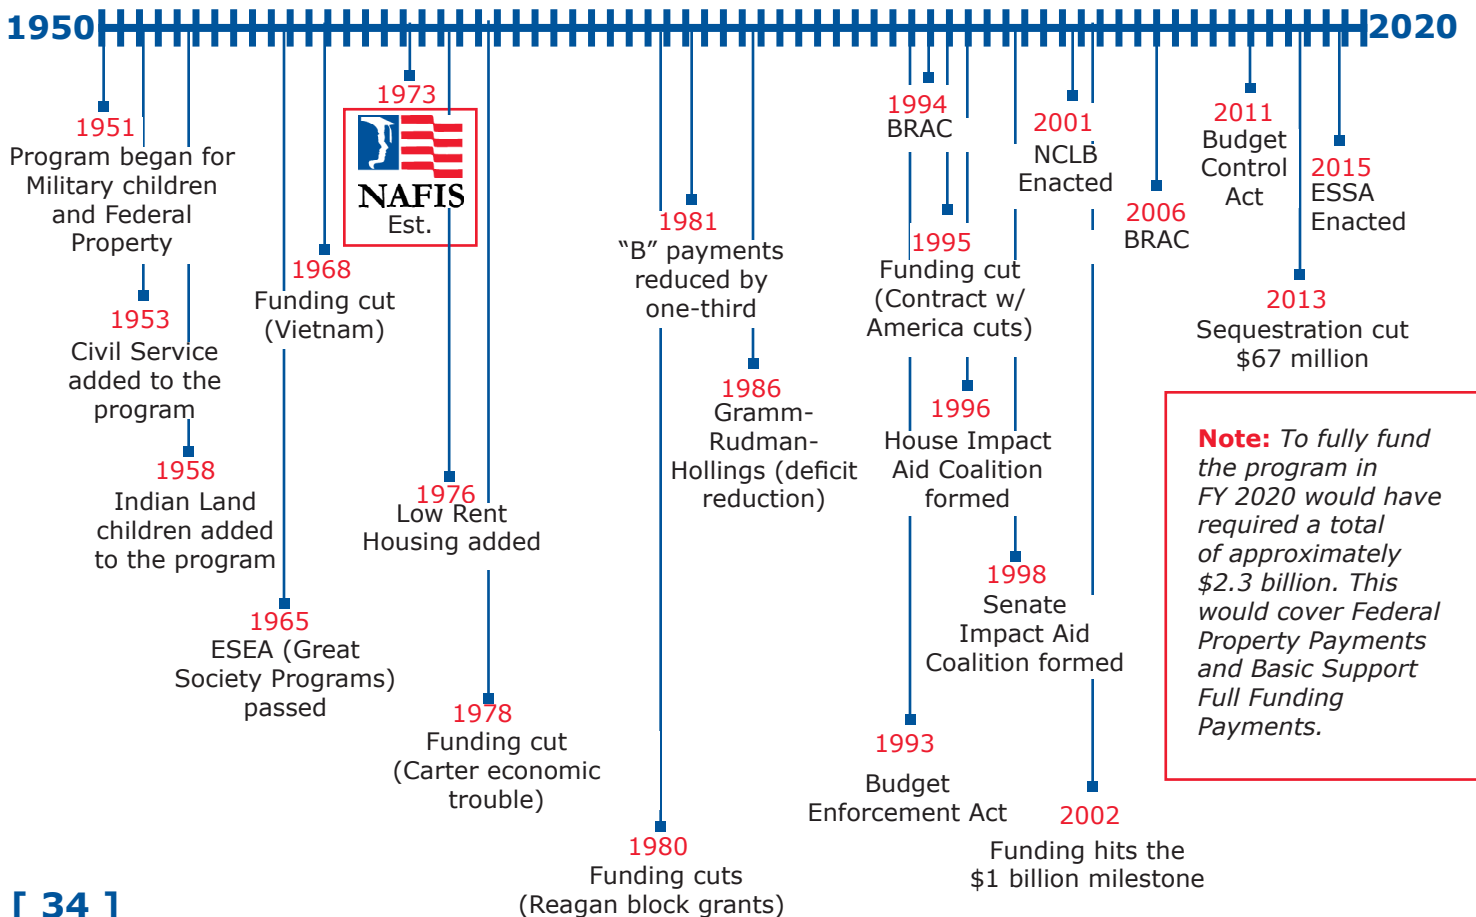 1950
2020
1951
Program began for
Military children
and Federal
Property
1953
Civil Service
added to the
program
1958
Indian Land
children added
to the program
1965
ESEA (Great
Society Programs)
passed
1968
Funding cut
(Vietnam)
1973
NAFIS
Est.
1976
Low Rent
Housing added
1978
Funding cut
(Carter economic
trouble)
1980
Funding cuts
(Reagan block grants)
1981
“B” payments
reduced by
one-third
1986
Gramm-
Rudman-
Hollings (deficit
reduction)
1993
Budget
Enforcement Act
1994
BRAC
1995
Funding cut
(Contract w/
America cuts)
1996
House Impact
Aid Coalition
formed
1998
Senate
Impact Aid
Coalition formed
2001
NCLB
Enacted
2002
Funding hits the
$1 billion milestone
2006
BRAC
2011
Budget
Control
Act
2013
Sequestration cut
$67 million
2015
ESSA
Enacted
Note: To fully fund
the program in
FY 2020 would have
required a total
of approximately
$2.3 billion. This
would cover Federal
Property Payments
and Basic Support
Full Funding
Payments.
[ 34 ]